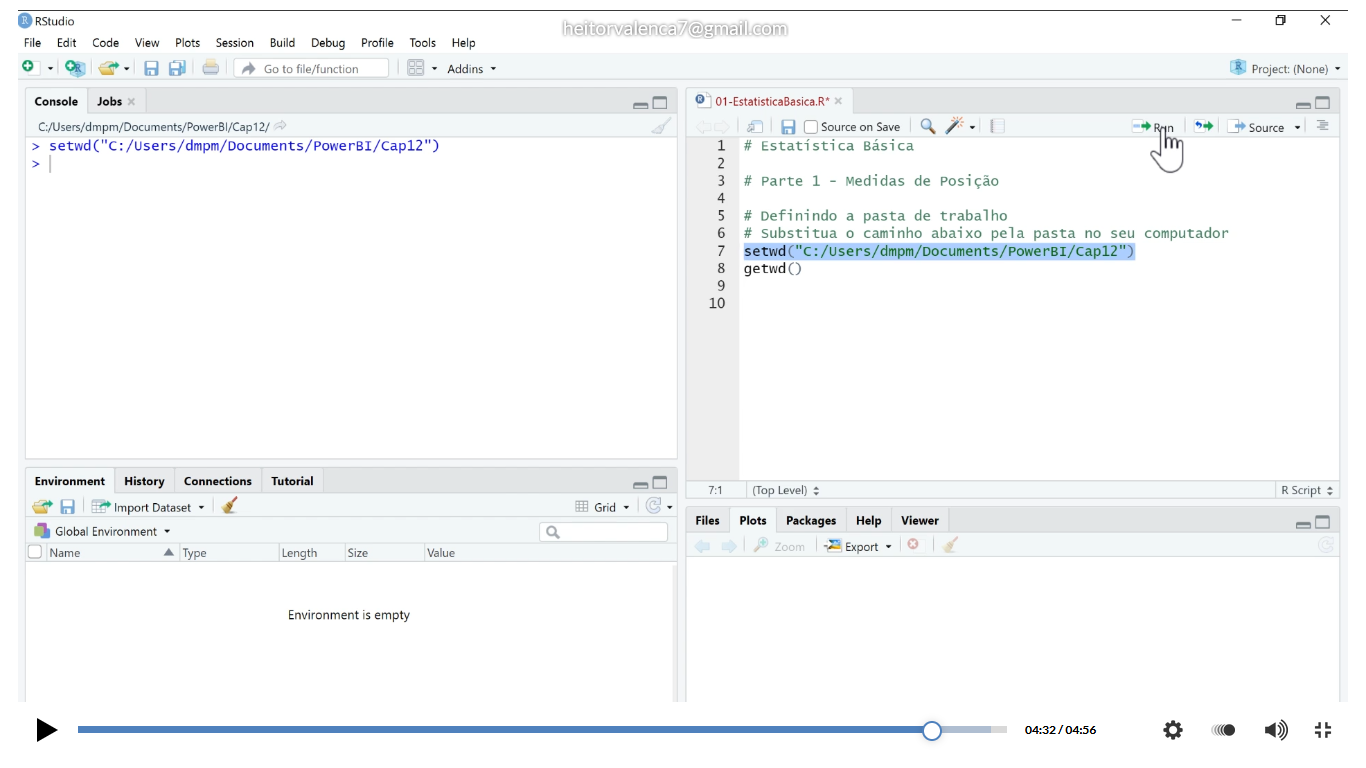 RStudio
heitorvalenca7@gmail.com
File Edit Code View Plots Session Build Debug Profile Tools Help
Go to file/function
Addins
Project: (None)
Console Jobs
C:/Users/dmpm/Documents/PowerBI/Cap12/
> setwd("C:/Users/dmpm/Documents/PowerBI/Cap12")
>
01-EstatisticaBasica.R*
Source on Save
Run
Source
1 # Estatística Básica
2
3 # Parte 1 - Medidas de Posição
4
5 # Definindo a pasta de trabalho
6 # Substitua o caminho abaixo pela pasta no seu computador
7 setwd("C:/Users/dmpm/Documents/PowerBI/Cap12")
8 getwd()
9
10
7:1 (Top Level) R Script
Environment History Connections Tutorial
Import Dataset Grid
Global Environment
Name Type Length Size Value
Environment is empty
Files Plots Packages Help Viewer
Zoom Export
04:32 / 04:56